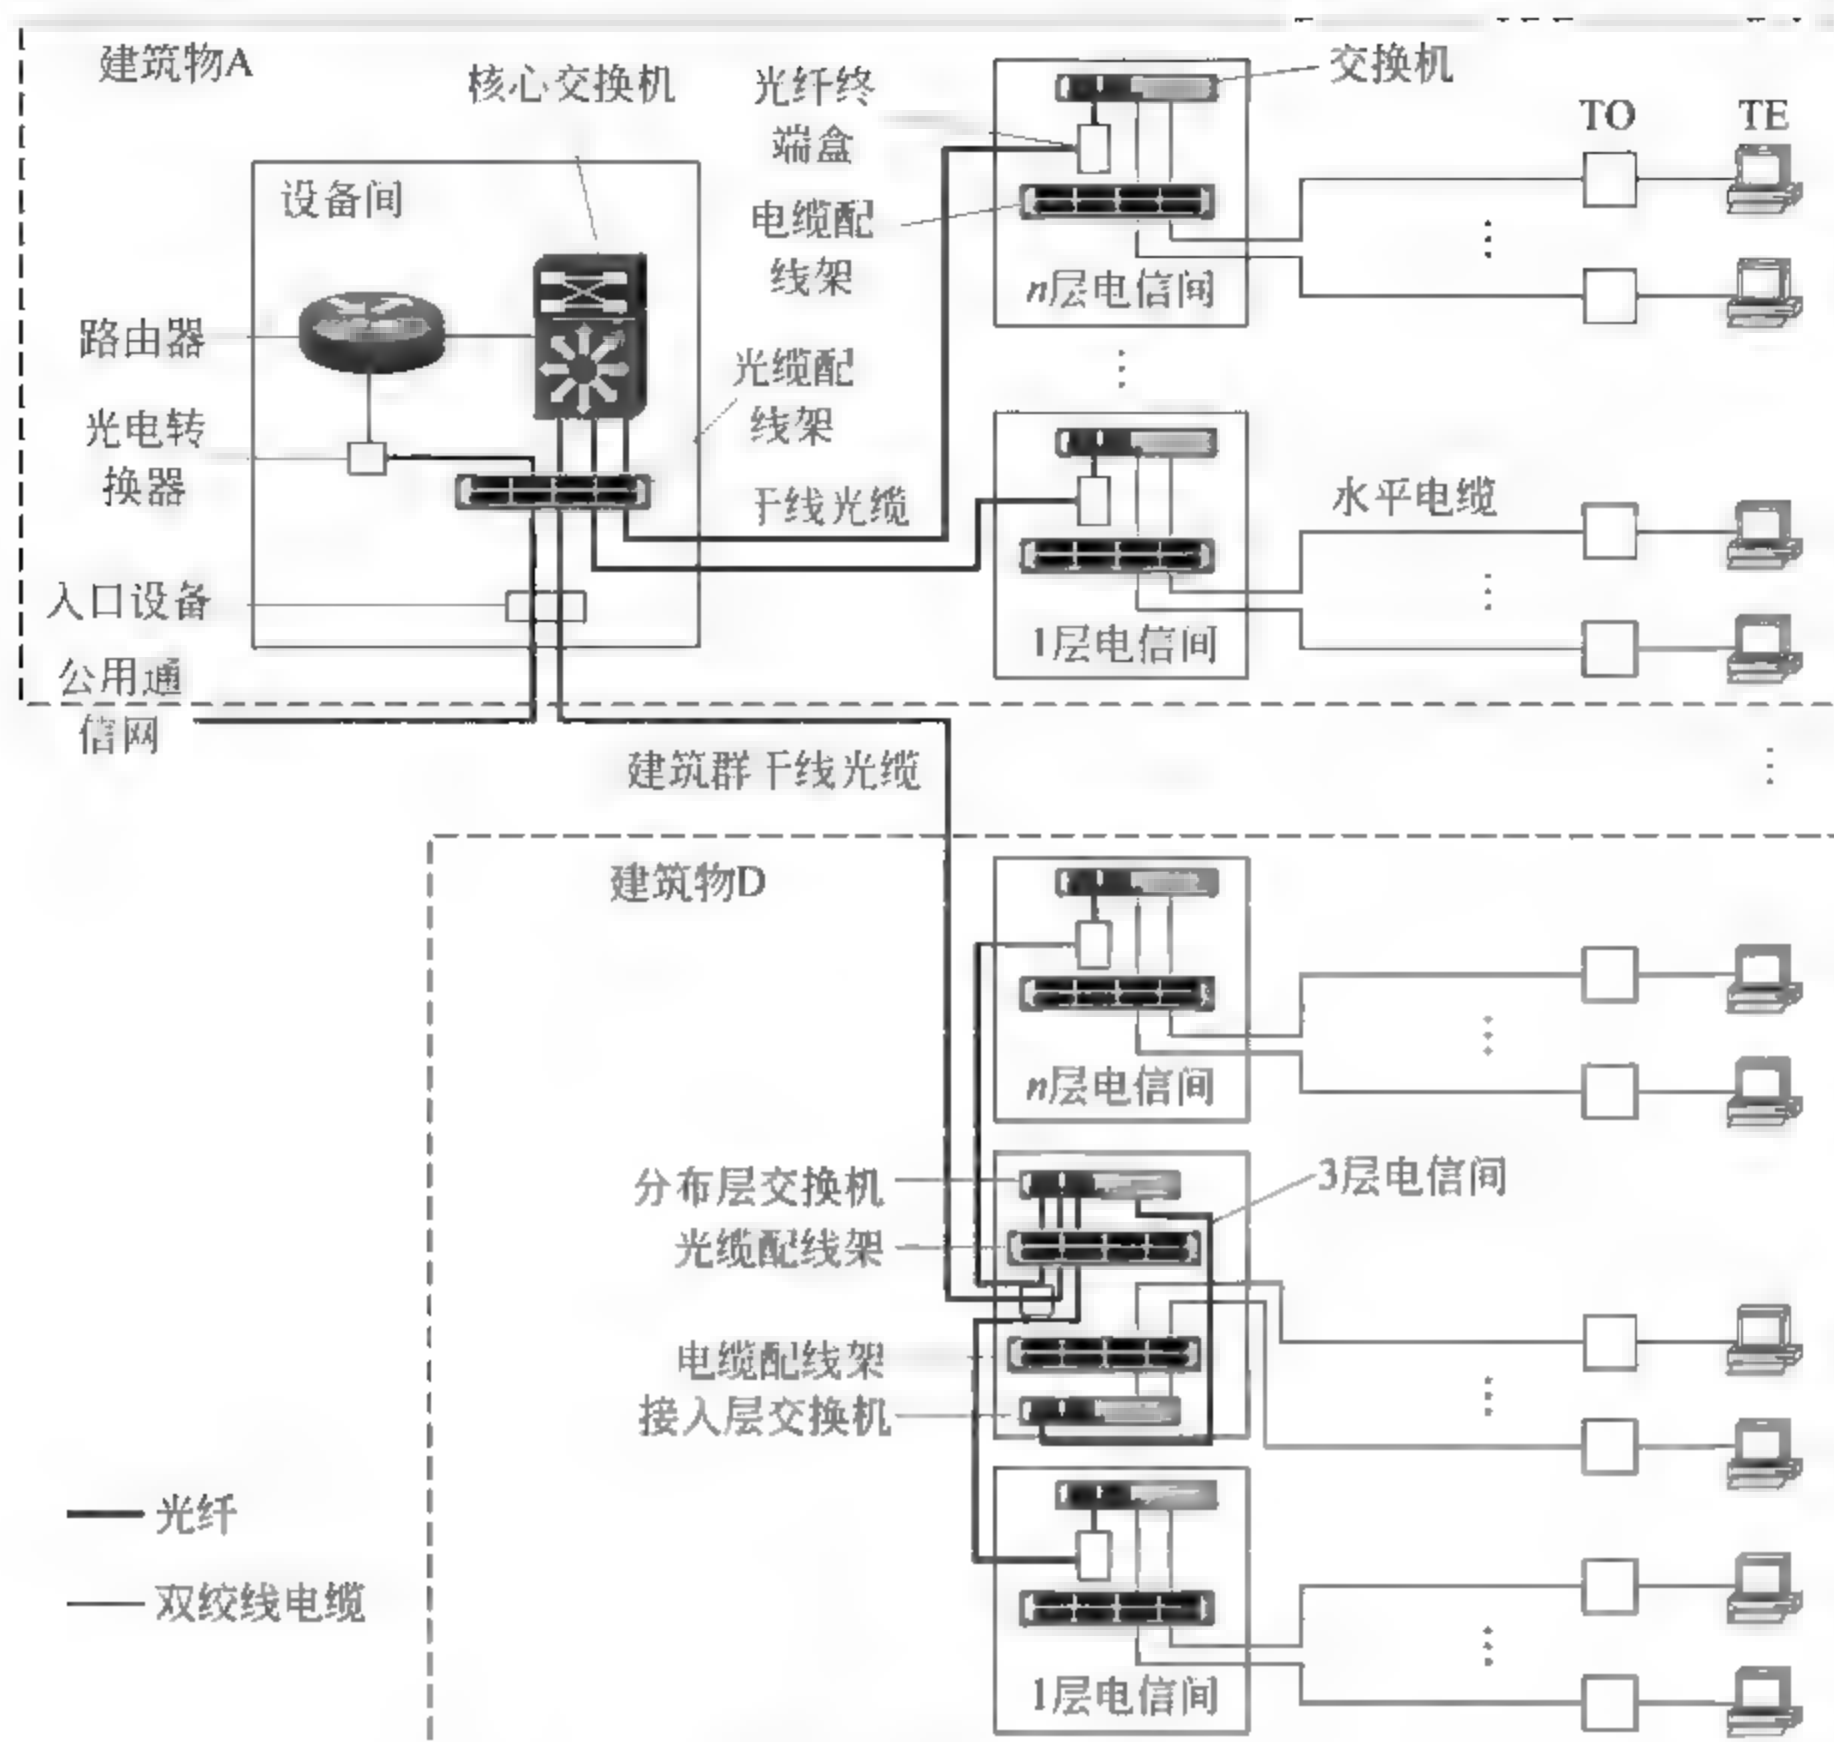 建筑物A
核心交换机
光纤终
端盒
交换机
TO
TE
设备间
电缆配
线架
n层电信间
路由器
光缆配
线架
光电转
换器
干线光缆
水平电缆
入口设备
1层电信间
公用通
信网
建筑群干线光缆
建筑物D
n层电信间
分布层交换机
3层电信间
光缆配线架
电缆配线架
接入层交换机
光纤
双绞线电缆
1层电信间